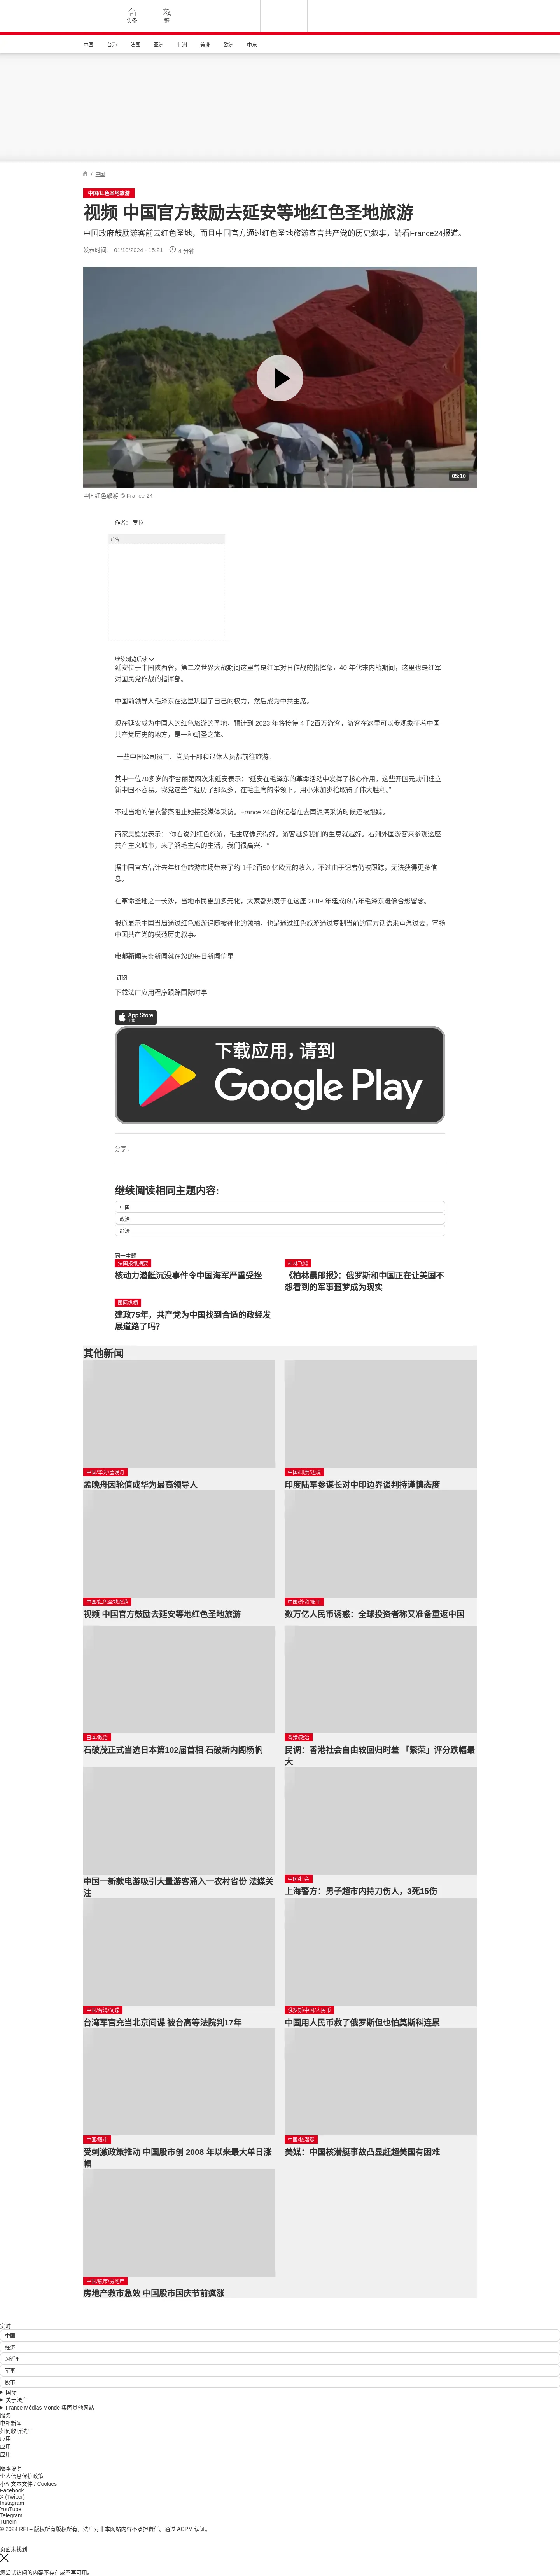 头条
繁
中国
台海
法国
亚洲
非洲
美洲
欧洲
中东
/ 中国
中国/红色圣地旅游
视频 中国官方鼓励去延安等地红色圣地旅游
中国政府鼓励游客前去红色圣地，而且中国官方通过红色圣地旅游宣言共产党的历史叙事，请看France24报道。
发表时间： 01/10/2024 - 15:21
4 分钟
05:10
中国红色旅游 © France 24
作者： 罗拉
广告
继续浏览后续
延安位于中国陕西省，第二次世界大战期间这里曾是红军对日作战的指挥部，40 年代末内战期间，这里也是红军
对国民党作战的指挥部。
中国前领导人毛泽东在这里巩固了自己的权力，然后成为中共主席。
现在延安成为中国人的红色旅游的圣地，预计到 2023 年将接待 4千2百万游客，游客在这里可以参观象征着中国
共产党历史的地方，是一种朝圣之旅。
一些中国公司员工、党员干部和退休人员都前往旅游。
其中一位70多岁的李雪丽第四次来延安表示：“延安在毛泽东的革命活动中发挥了核心作用，这些开国元勋们建立
新中国不容易。我党这些年经历了那么多，在毛主席的带领下，用小米加步枪取得了伟大胜利。”
不过当地的便衣警察阻止她接受媒体采访。France 24台的记者在去南泥湾采访时候还被跟踪。
商家吴媛媛表示：“你看说到红色旅游，毛主席像卖得好。游客越多我们的生意就越好。看到外国游客来参观这座
共产主义城市，来了解毛主席的生活，我们很高兴。”
据中国官方估计去年红色旅游市场带来了约 1千2百50 亿欧元的收入，不过由于记者仍被跟踪，无法获得更多信
息。
在革命圣地之一长沙，当地市民更加多元化，大家都热衷于在这座 2009 年建成的青年毛泽东雕像合影留念。
报道显示中国当局通过红色旅游追随被神化的领袖，也是通过红色旅游通过复制当前的官方话语来重温过去，宣扬
中国共产党的模范历史叙事。
电邮新闻头条新闻就在您的每日新闻信里
订阅
下载法广应用程序跟踪国际时事
App Store
下载
下载应用，请到
Google Play
分享 :
继续阅读相同主题内容:
中国
政治
经济
同一主题
法国报纸摘要
核动力潜艇沉没事件令中国海军严重受挫
柏林飞鸿
《柏林晨邮报》：俄罗斯和中国正在让美国不
想看到的军事噩梦成为现实
国际纵横
建政75年，共产党为中国找到合适的政经发
展道路了吗？
其他新闻
中国/华为/孟晚舟
孟晚舟因轮值成华为最高领导人
中国/印度/边境
印度陆军参谋长对中印边界谈判持谨慎态度
中国/红色圣地旅游
视频 中国官方鼓励去延安等地红色圣地旅游
中国/外资/股市
数万亿人民币诱惑：全球投资者称又准备重返中国
日本/政治
石破茂正式当选日本第102届首相 石破新内阁杨帆
香港/政治
民调：香港社会自由较回归时差 「繁荣」评分跌幅最
大
中国一新款电游吸引大量游客涌入一农村省份 法媒关
注
中国/社会
上海警方：男子超市内持刀伤人，3死15伤
中国/台湾/间谍
台湾军官充当北京间谍 被台高等法院判17年
俄罗斯/中国/人民币
中国用人民币救了俄罗斯但也怕莫斯科连累
中国/股市
受刺激政策推动 中国股市创 2008 年以来最大单日涨
幅
中国/核潜艇
美媒：中国核潜艇事故凸显赶超美国有困难
中国/股市/房地产
房地产救市急效 中国股市国庆节前疯涨
实时
中国
经济
习近平
军事
股市
国际
关于法广
France Médias Monde 集团其他网站
服务
电邮新闻
如何收听法广
应用
应用
应用
版本说明
个人信息保护政策
小型文本文件 / Cookies
Facebook
X (Twitter)
Instagram
YouTube
Telegram
TuneIn
© 2024 RFI – 版权所有版权所有。法广对非本网站内容不承担责任。通过 ACPM 认证。
页面未找到
您尝试访问的内容不存在或不再可用。